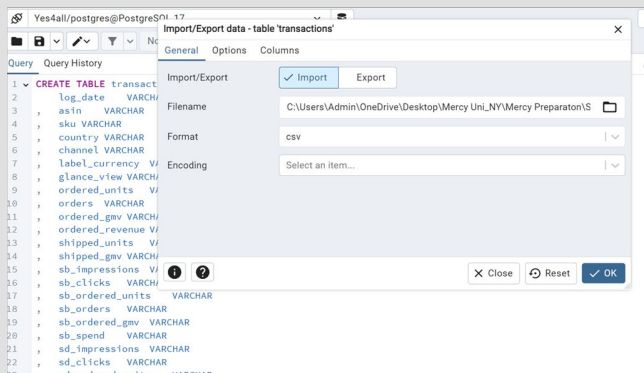 Yes4all/postgres@PostgreSQL 17
Import/Export data - table 'transactions'
General Options Columns
Query Query History
Import/Export Import Export
Filename C:\Users\Admin\OneDrive\Desktop\Mercy Uni_NY\Mercy Preparaton\S
Format csv
Encoding Select an item...
Close Reset OK
1 CREATE TABLE transact
2 log_date VARCHA
3 , asin VARCHAR
4 , sku VARCHAR
5 , country VARCHAR
6 , channel VARCHAR
7 , label_currency VA
8 , glance_view VARCHA
9 , ordered_units VA
10 , orders VARCHAR
11 , ordered_gmv VARCHA
12 , ordered_revenue VA
13 , shipped_units VA
14 , shipped_gmv VARCHA
15 , sb_impressions VA
16 , sb_clicks VARCHA
17 , sb_ordered_units VARCHAR
18 , sb_orders VARCHAR
19 , sb_ordered_gmv VARCHAR
20 , sb_spend VARCHAR
21 , sd_impressions VARCHAR
22 , sd_clicks VARCHAR